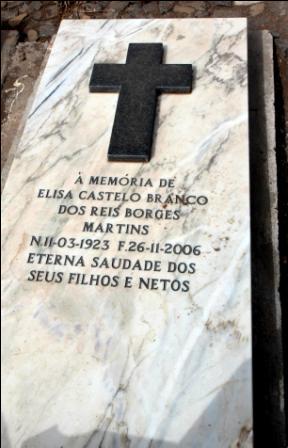 À MEMÓRIA DE
ELISA CASTELO BRANCO
DOS REIS BORGES
MARTINS
N.11-03-1923 F.26-11-2006
ETERNA SAUDADE DOS
SEUS FILHOS E NETOS